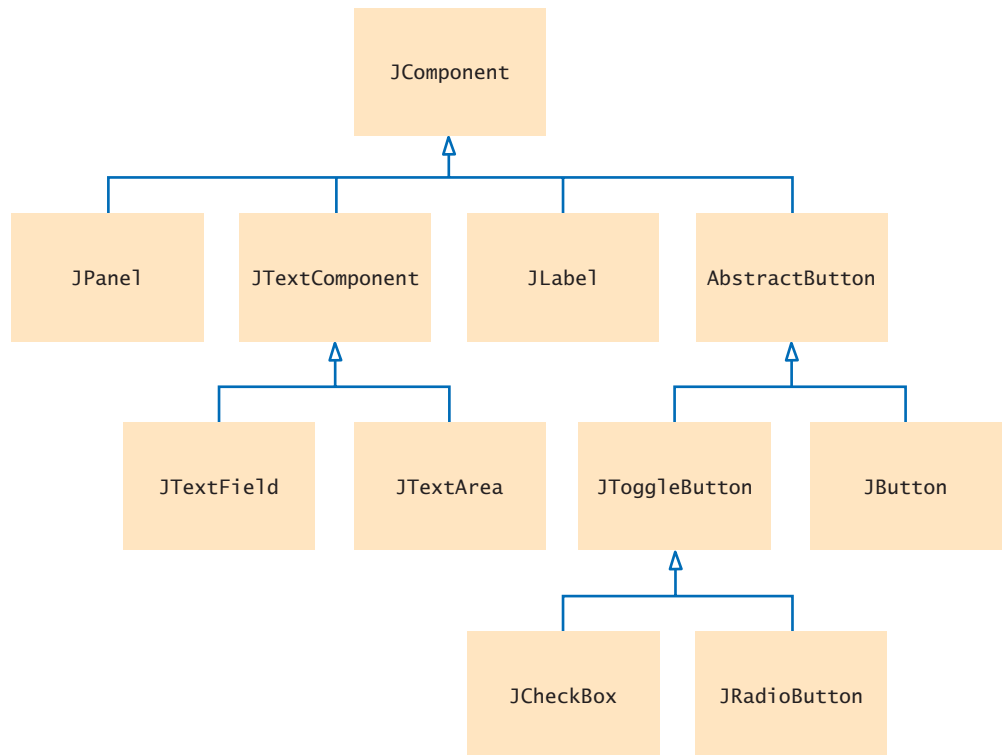 JComponent
JPanel
JTextComponent
JLabel
AbstractButton
JTextField
JTextArea
JToggleButton
JButton
JCheckBox
JRadioButton